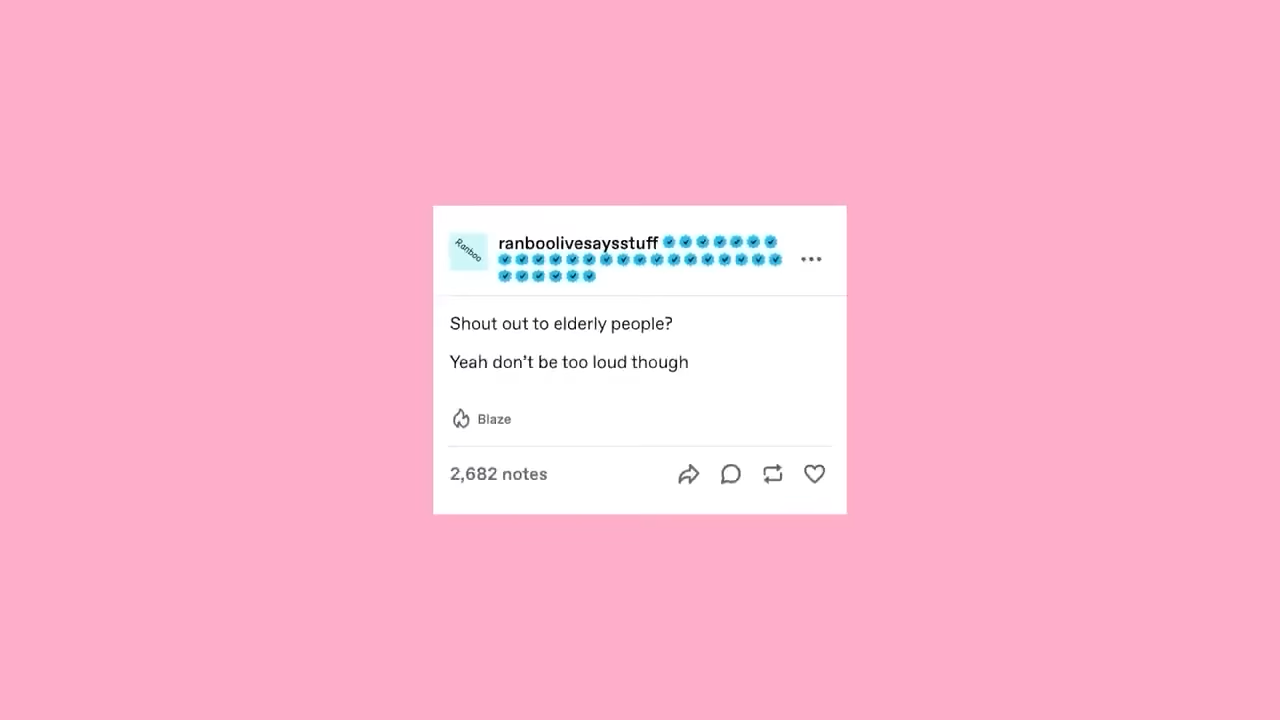 Ranboo
ranboolivesaysstuff
Shout out to elderly people?
Yeah don't be too loud though
Blaze
2,682 notes